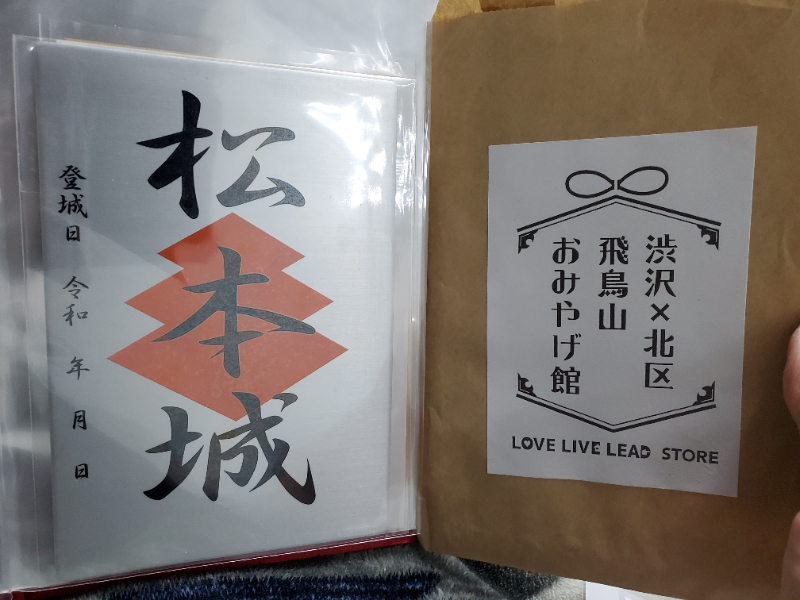 松本城
登城日 令和 年 月 日
渋沢×北区
飛鳥山
おみやげ館
LOVE LIVE LEAD STORE